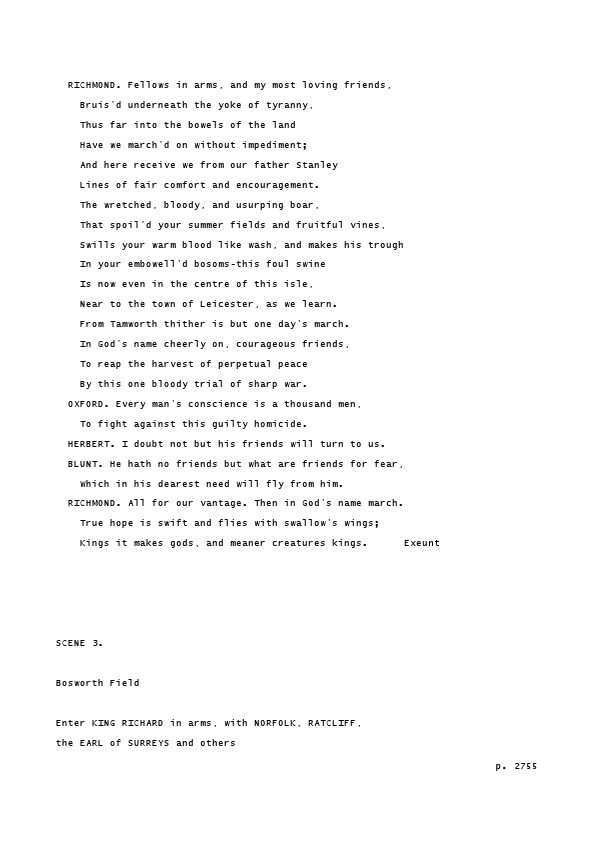 RICHMOND. Fellows in arms, and my most loving friends,
Bruis'd underneath the yoke of tyranny,
Thus far into the bowels of the land
Have we march'd on without impediment;
And here receive we from our father Stanley
Lines of fair comfort and encouragement.
The wretched, bloody, and usurping boar,
That spoil'd your summer fields and fruitful vines,
Swills your warm blood like wash, and makes his trough
In your embowell'd bosoms-this foul swine
Is now even in the centre of this isle,
Near to the town of Leicester, as we learn.
From Tamworth thither is but one day's march.
In God's name cheerly on, courageous friends,
To reap the harvest of perpetual peace
By this one bloody trial of sharp war.
OXFORD. Every man's conscience is a thousand men,
To fight against this guilty homicide.
HERBERT. I doubt not but his friends will turn to us.
BLUNT. He hath no friends but what are friends for fear,
Which in his dearest need will fly from him.
RICHMOND. All for our vantage. Then in God's name march.
True hope is swift and flies with swallow's wings;
Kings it makes gods, and meaner creatures kings. Exeunt
SCENE 3.
Bosworth Field
Enter KING RICHARD in arms, with NORFOLK, RATCLIFF,
the EARL of SURREYS and others
p. 2755